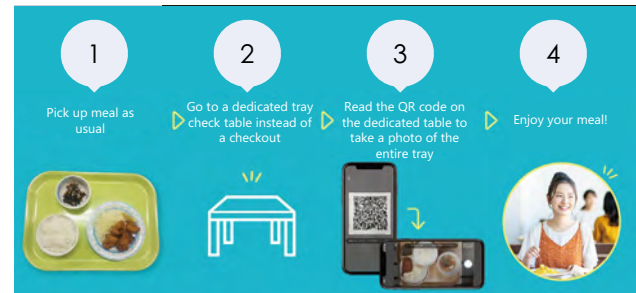 1
Pick up meal as
usual
2
Go to a dedicated tray
check table instead of
a checkout
3
Read the QR code on
the dedicated table to
take a photo of the
entire tray
4
Enjoy your meal!